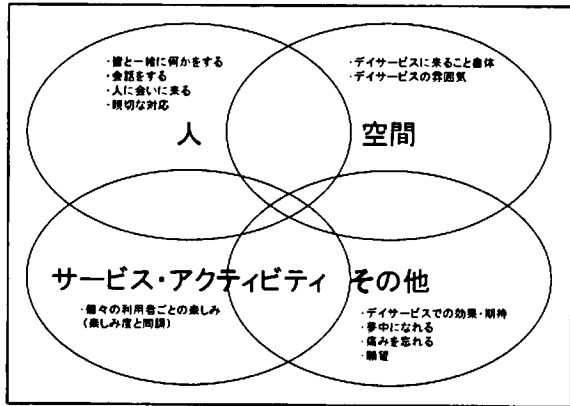 ・皆と一緒に何かをする
・会話をする
・人に会いに来る
・親切な対応
人
・デイサービスに来ること自体
・デイサービスの雰囲気
空間
サービス・アクティビティ
・個々の利用者ごとの楽しみ
(楽しみ度と同調)
その他
・デイサービスでの効果・期待
・夢中になれる
・痛みを忘れる
・願望